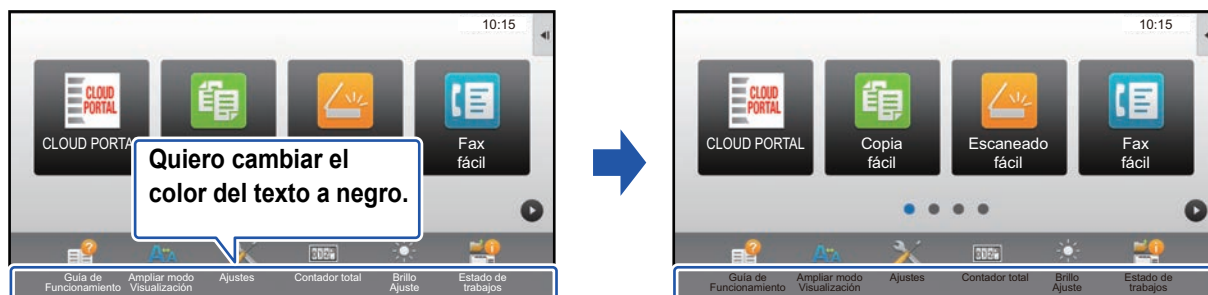 10:15
CLOUD
PORTAL
CLOUD PORTA
Fax
fácil
Quiero cambiar el
color del texto a negro.
Guía de
Funcionamiento
Ampliar modo
Visualización
Ajustes
Contador total
Brillo
Ajuste
Estado de
trabajos
10:15
CLOUD
PORTAL
CLOUD PORTAL
Copia
fácil
Escaneado
fácil
Fax
fácil
Guía de
Funcionamiento
Ampliar modo
Visualización
Ajustes
Contador total
Brillo
Ajuste
Estado de
trabajos